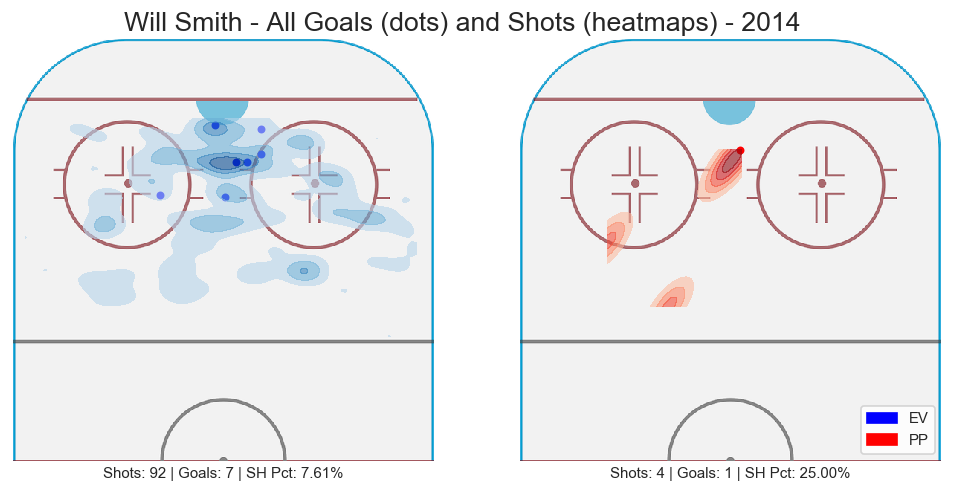 Will Smith - All Goals (dots) and Shots (heatmaps) - 2014
EV
PP
Shots: 92 | Goals: 7 | SH Pct: 7.61%
Shots: 4 | Goals: 1 | SH Pct: 25.00%